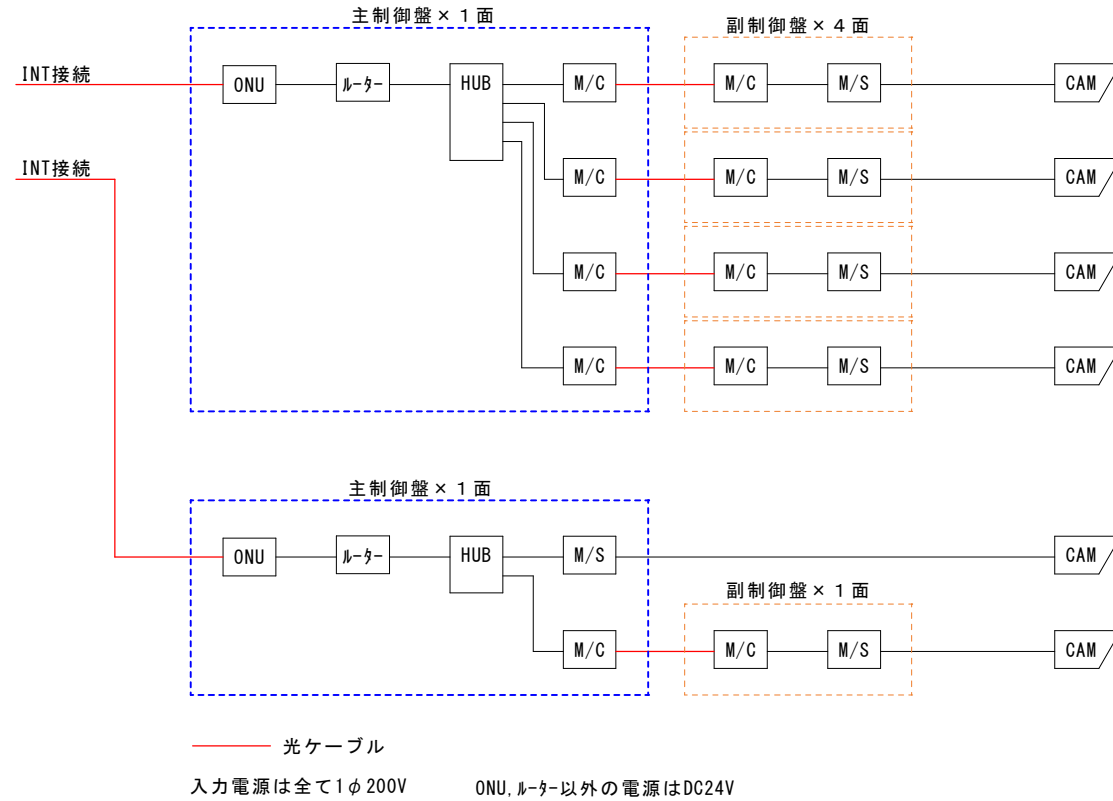 主制御盤×１面
副制御盤×４面
INT接続
ONU
ﾙｰﾀｰ
HUB
M/C
M/C
M/S
CAM
INT接続
M/C
M/C
M/S
CAM
M/C
M/C
M/S
CAM
M/C
M/C
M/S
CAM
主制御盤×１面
ONU
ﾙｰﾀｰ
HUB
M/S
CAM
副制御盤×１面
M/C
M/C
M/S
CAM
光ケーブル
入力電源は全て1φ200V
ONU,ﾙｰﾀｰ以外の電源はDC24V